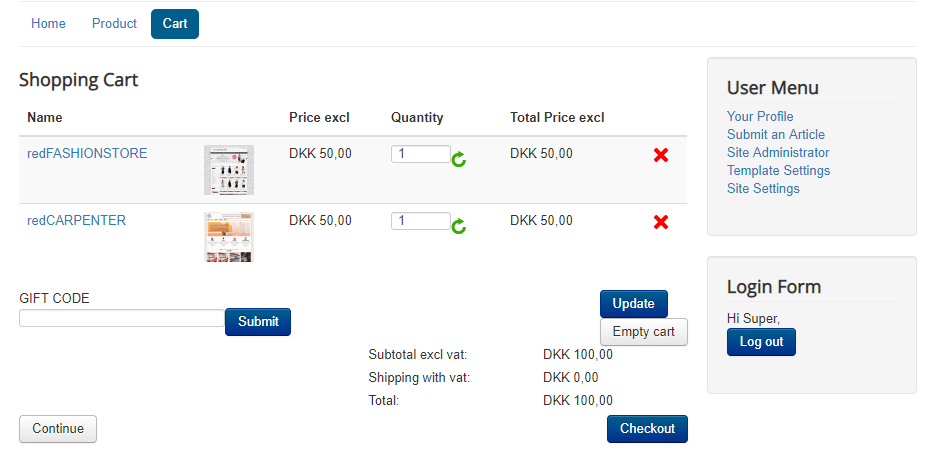 Home Product Cart
Shopping Cart
Name Price excl Quantity Total Price excl
redFASHIONSTORE DKK 50,00 1 DKK 50,00
redCARPENTER DKK 50,00 1 DKK 50,00
GIFT CODE
Submit
Update
Empty cart
Subtotal excl vat: DKK 100,00
Shipping with vat: DKK 0,00
Total: DKK 100,00
Continue Checkout
User Menu
Your Profile
Submit an Article
Site Administrator
Template Settings
Site Settings
Login Form
Hi Super,
Log out